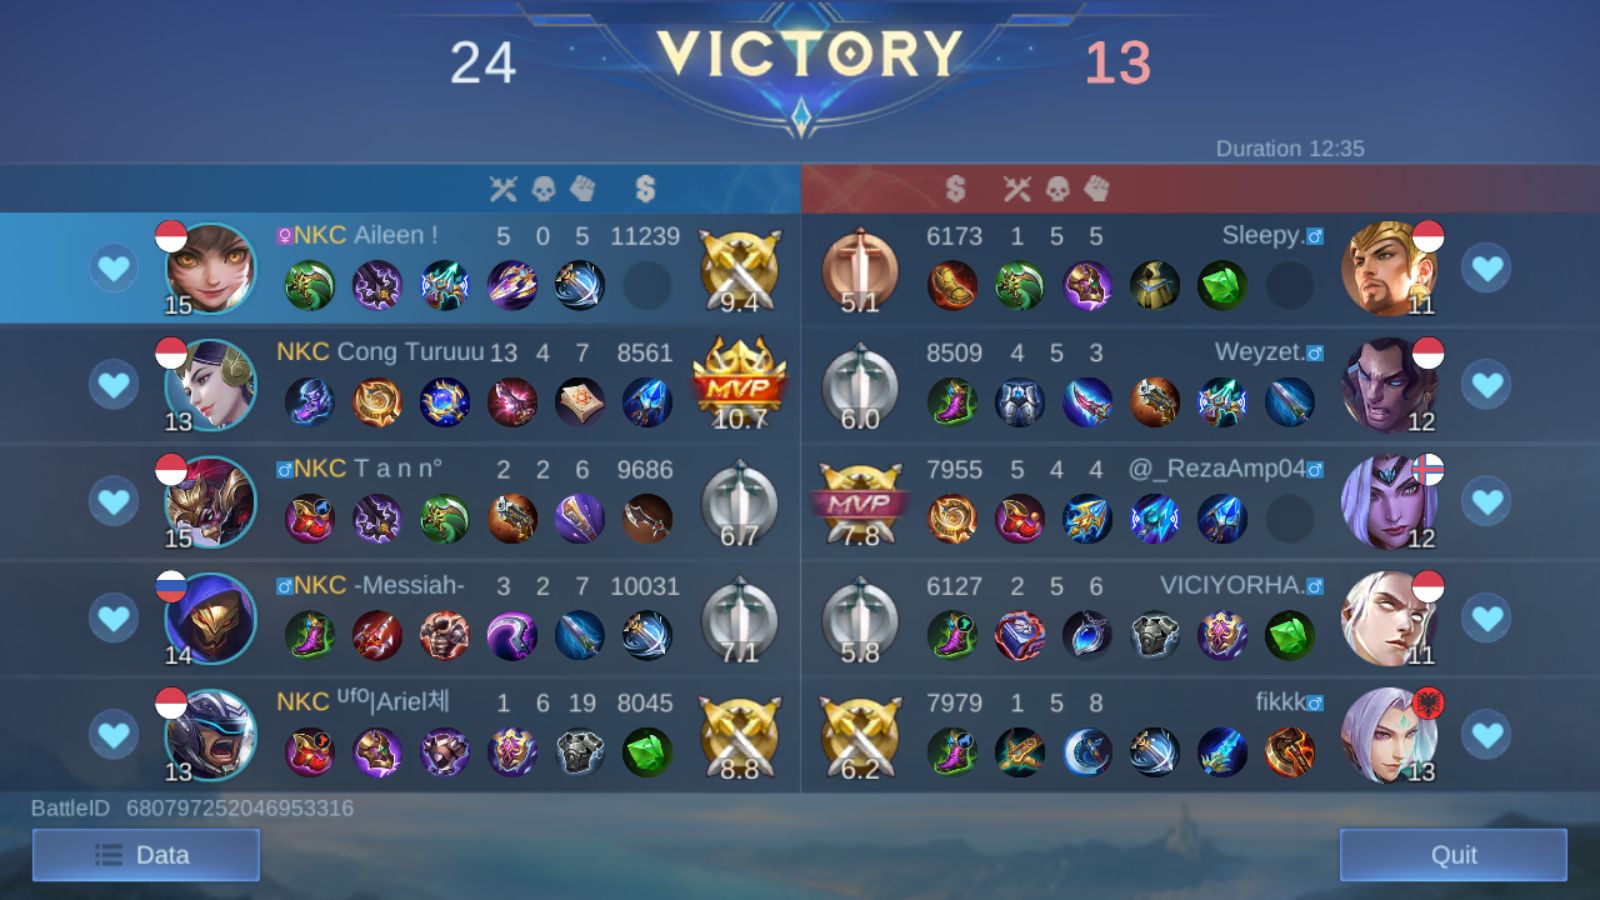 24 VICTORY 13
Duration 12:35
NKC Aileen ! 5 0 5 11239
15 9.4
6173 1 5 5 Sleepy.
5.1 11
NKC Cong Turuuu 13 4 7 8561
13 MVP 10.7
8509 4 5 3 Weyzet.
6.0 12
NKC T a n n° 2 2 6 9686
15 6.7
7955 5 4 4 @_RezaAmp04
MVP 7.8 12
NKC -Messiah- 3 2 7 10031
14 7.1
6127 2 5 6 VICIYORHA.
5.8 11
NKC ᵁᶠᴼ|Ariel체 1 6 19 8045
13 8.8
7979 1 5 8 fikkk
6.2 13
BattleID 680797252046953316
Data
Quit